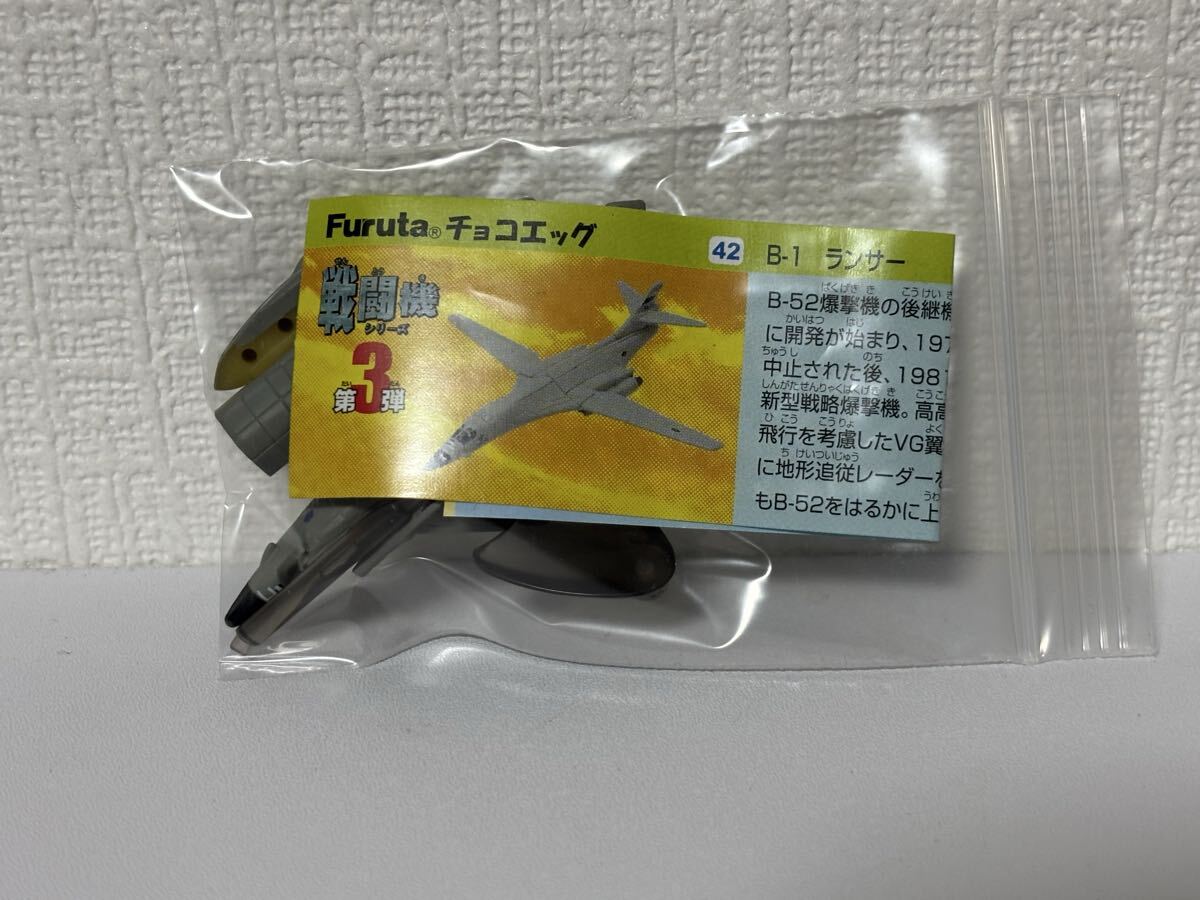 Furuta® チョコエッグ
戦闘機
シリーズ
第3弾
42 B-1 ランサー
B-52爆撃機の後継機
に開発が始まり、197
中止された後、1981
新型戦略爆撃機。高高
飛行を考慮したVG翼
に地形追従レーダーを
もB-52をはるかに上